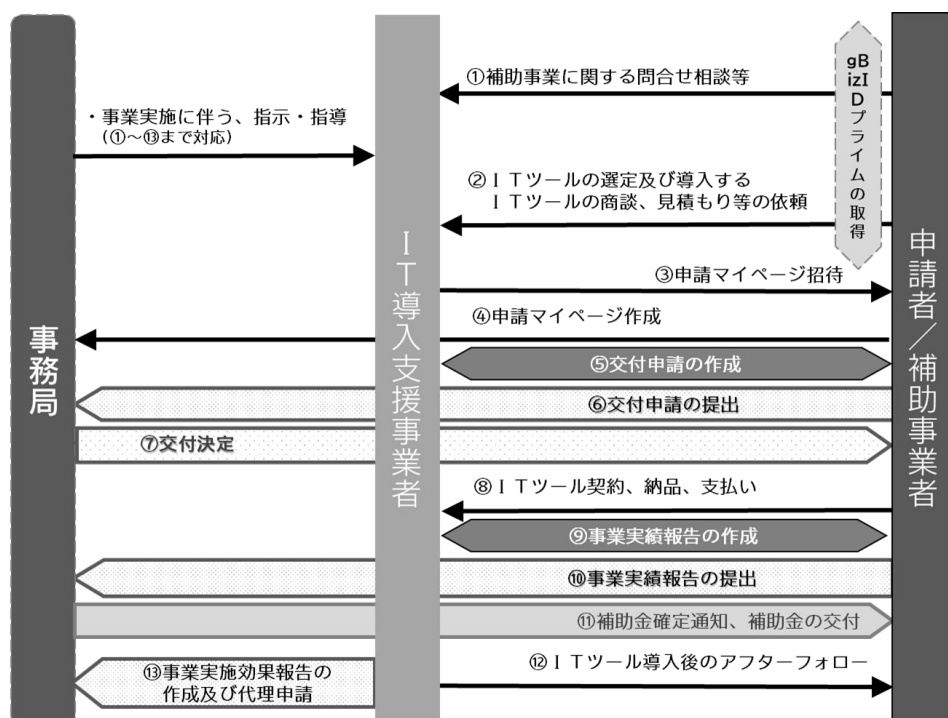 gB
izI
D
プライムの取得
①補助事業に関する問合せ相談等
・事業実施に伴う、指示・指導
(①～⑬まで対応)
②ＩＴツールの選定及び導入する
ＩＴツールの商談、見積もり等の依頼
③申請マイページ招待
④申請マイページ作成
事務局
ＩＴ導入支援事業者
申請者／補助事業者
⑤交付申請の作成
⑥交付申請の提出
⑦交付決定
⑧ＩＴツール契約、納品、支払い
⑨事業実績報告の作成
⑩事業実績報告の提出
⑪補助金確定通知、補助金の交付
⑫ＩＴツール導入後のアフターフォロー
⑬事業実施効果報告の
作成及び代理申請